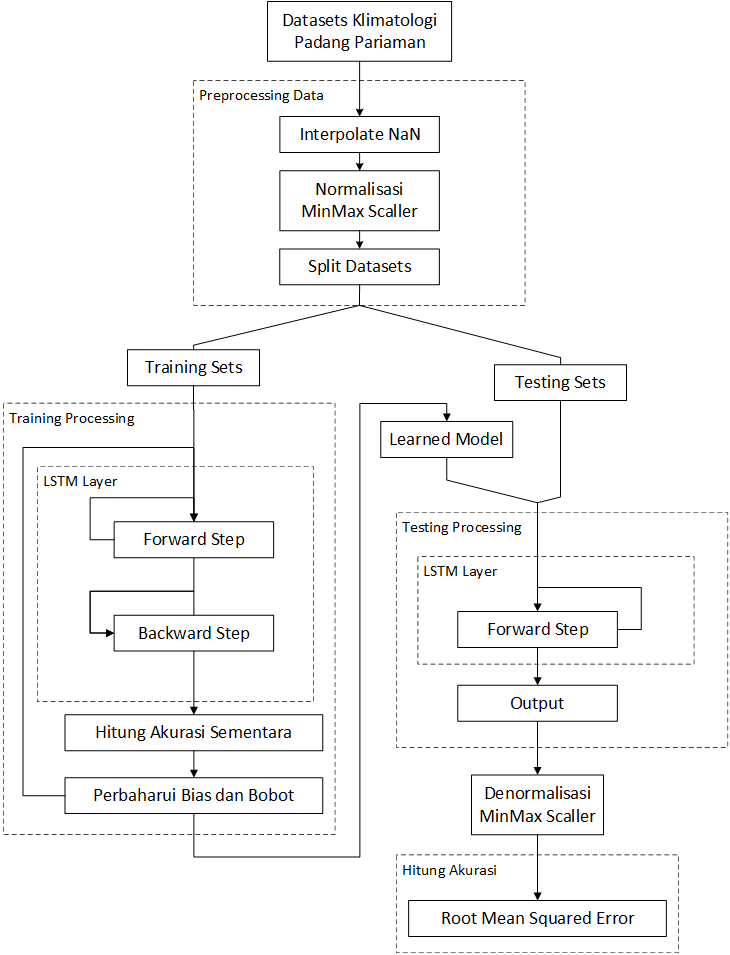 Datasets Klimatologi
Padang Pariaman
Preprocessing Data
Interpolate NaN
Normalisasi
MinMax Scaller
Split Datasets
Training Sets
Testing Sets
Training Processing
Learned Model
LSTM Layer
Forward Step
Backward Step
Hitung Akurasi Sementara
Perbaharui Bias dan Bobot
Testing Processing
LSTM Layer
Forward Step
Output
Denormalisasi
MinMax Scaller
Hitung Akurasi
Root Mean Squared Error